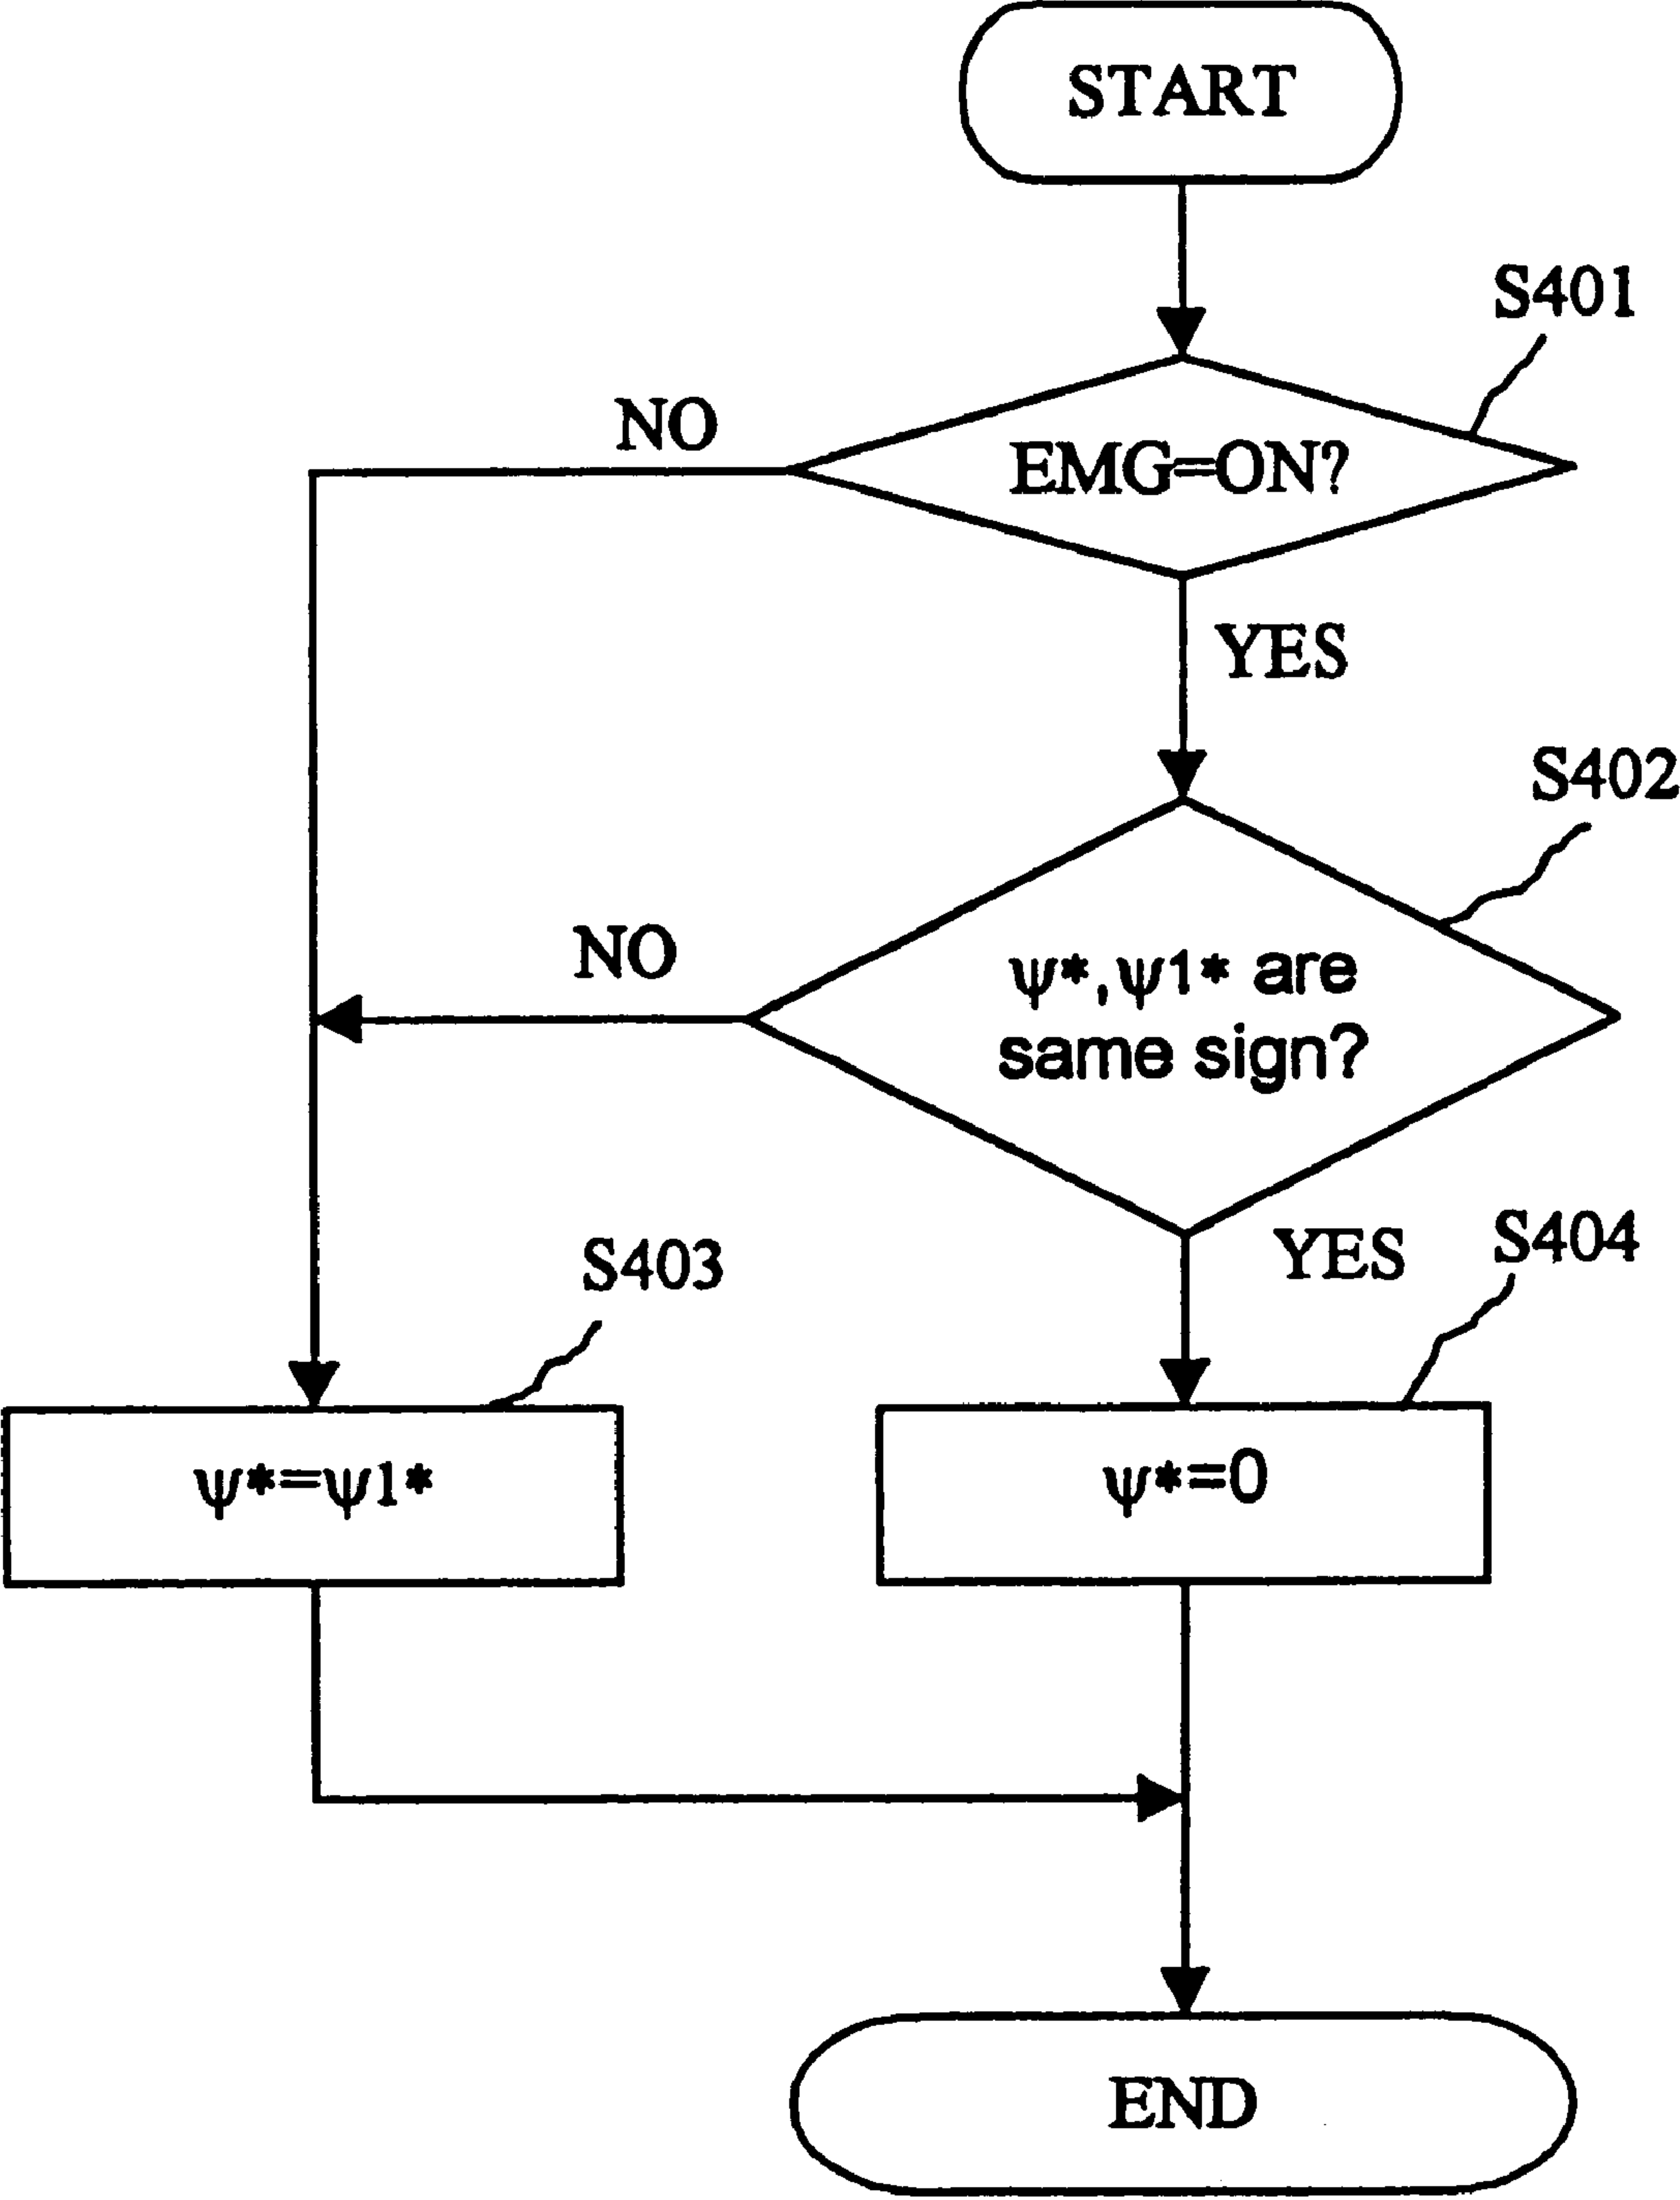 START
S401
NO
EMG=ON?
YES
S402
NO
ψ*,ψ1* are
same sign?
S403
YES
S404
ψ*=ψ1*
ψ*=0
END